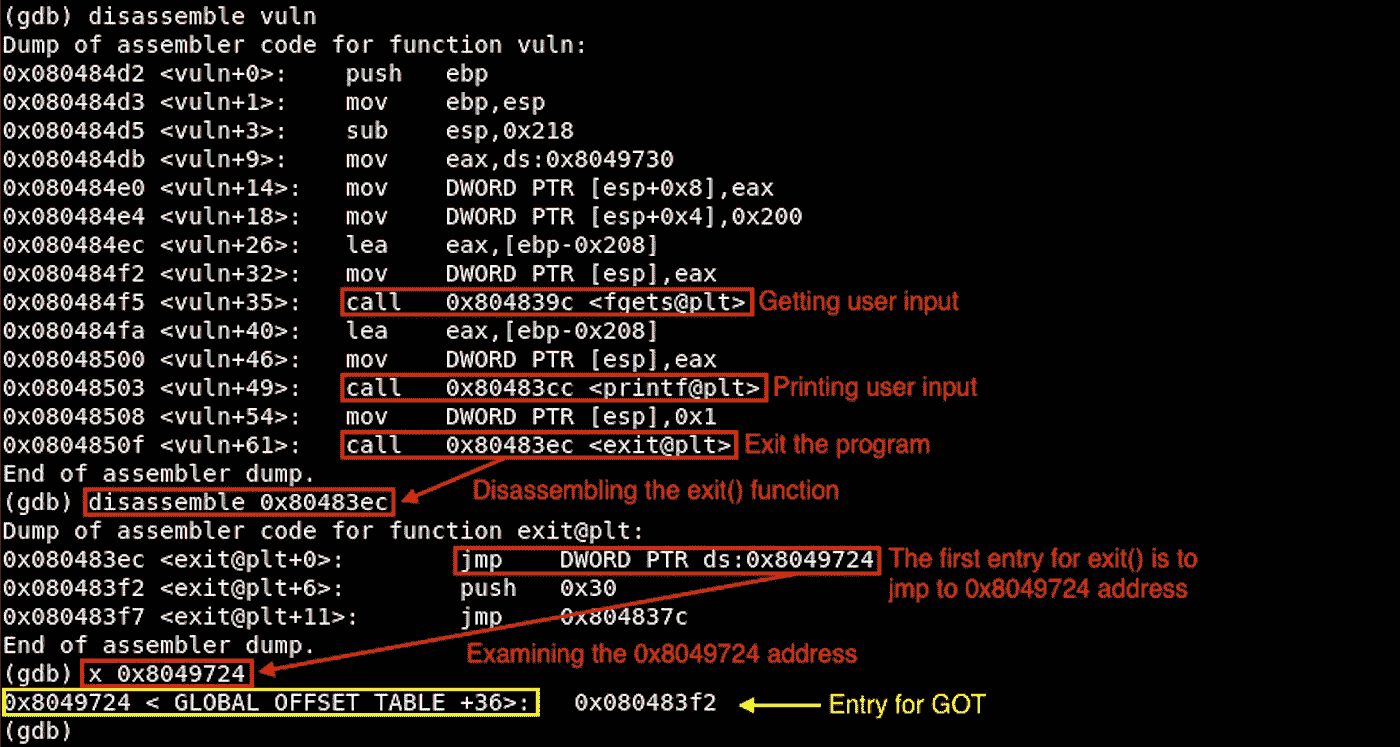 (gdb) disassemble vuln
Dump of assembler code for function vuln:
0x080484d2 <vuln+0>: push ebp
0x080484d3 <vuln+1>: mov ebp,esp
0x080484d5 <vuln+3>: sub esp,0x218
0x080484db <vuln+9>: mov eax,ds:0x8049730
0x080484e0 <vuln+14>: mov DWORD PTR [esp+0x8],eax
0x080484e4 <vuln+18>: mov DWORD PTR [esp+0x4],0x200
0x080484ec <vuln+26>: lea eax,[ebp-0x208]
0x080484f2 <vuln+32>: mov DWORD PTR [esp],eax
0x080484f5 <vuln+35>: call 0x804839c <fgets@plt> Getting user input
0x080484fa <vuln+40>: lea eax,[ebp-0x208]
0x08048500 <vuln+46>: mov DWORD PTR [esp],eax
0x08048503 <vuln+49>: call 0x80483cc <printf@plt> Printing user input
0x08048508 <vuln+54>: mov DWORD PTR [esp],0x1
0x0804850f <vuln+61>: call 0x80483ec <exit@plt> Exit the program
End of assembler dump.
(gdb) disassemble 0x80483ec Disassembling the exit() function
Dump of assembler code for function exit@plt:
0x080483ec <exit@plt+0>: jmp DWORD PTR ds:0x8049724 The first entry for exit() is to
0x080483f2 <exit@plt+6>: push 0x30 jmp to 0x8049724 address
0x080483f7 <exit@plt+11>: jmp 0x804837c
End of assembler dump.
Examining the 0x8049724 address
(gdb) x 0x8049724
0x8049724 < GLOBAL OFFSET TABLE +36>: 0x080483f2 Entry for GOT
(gdb)